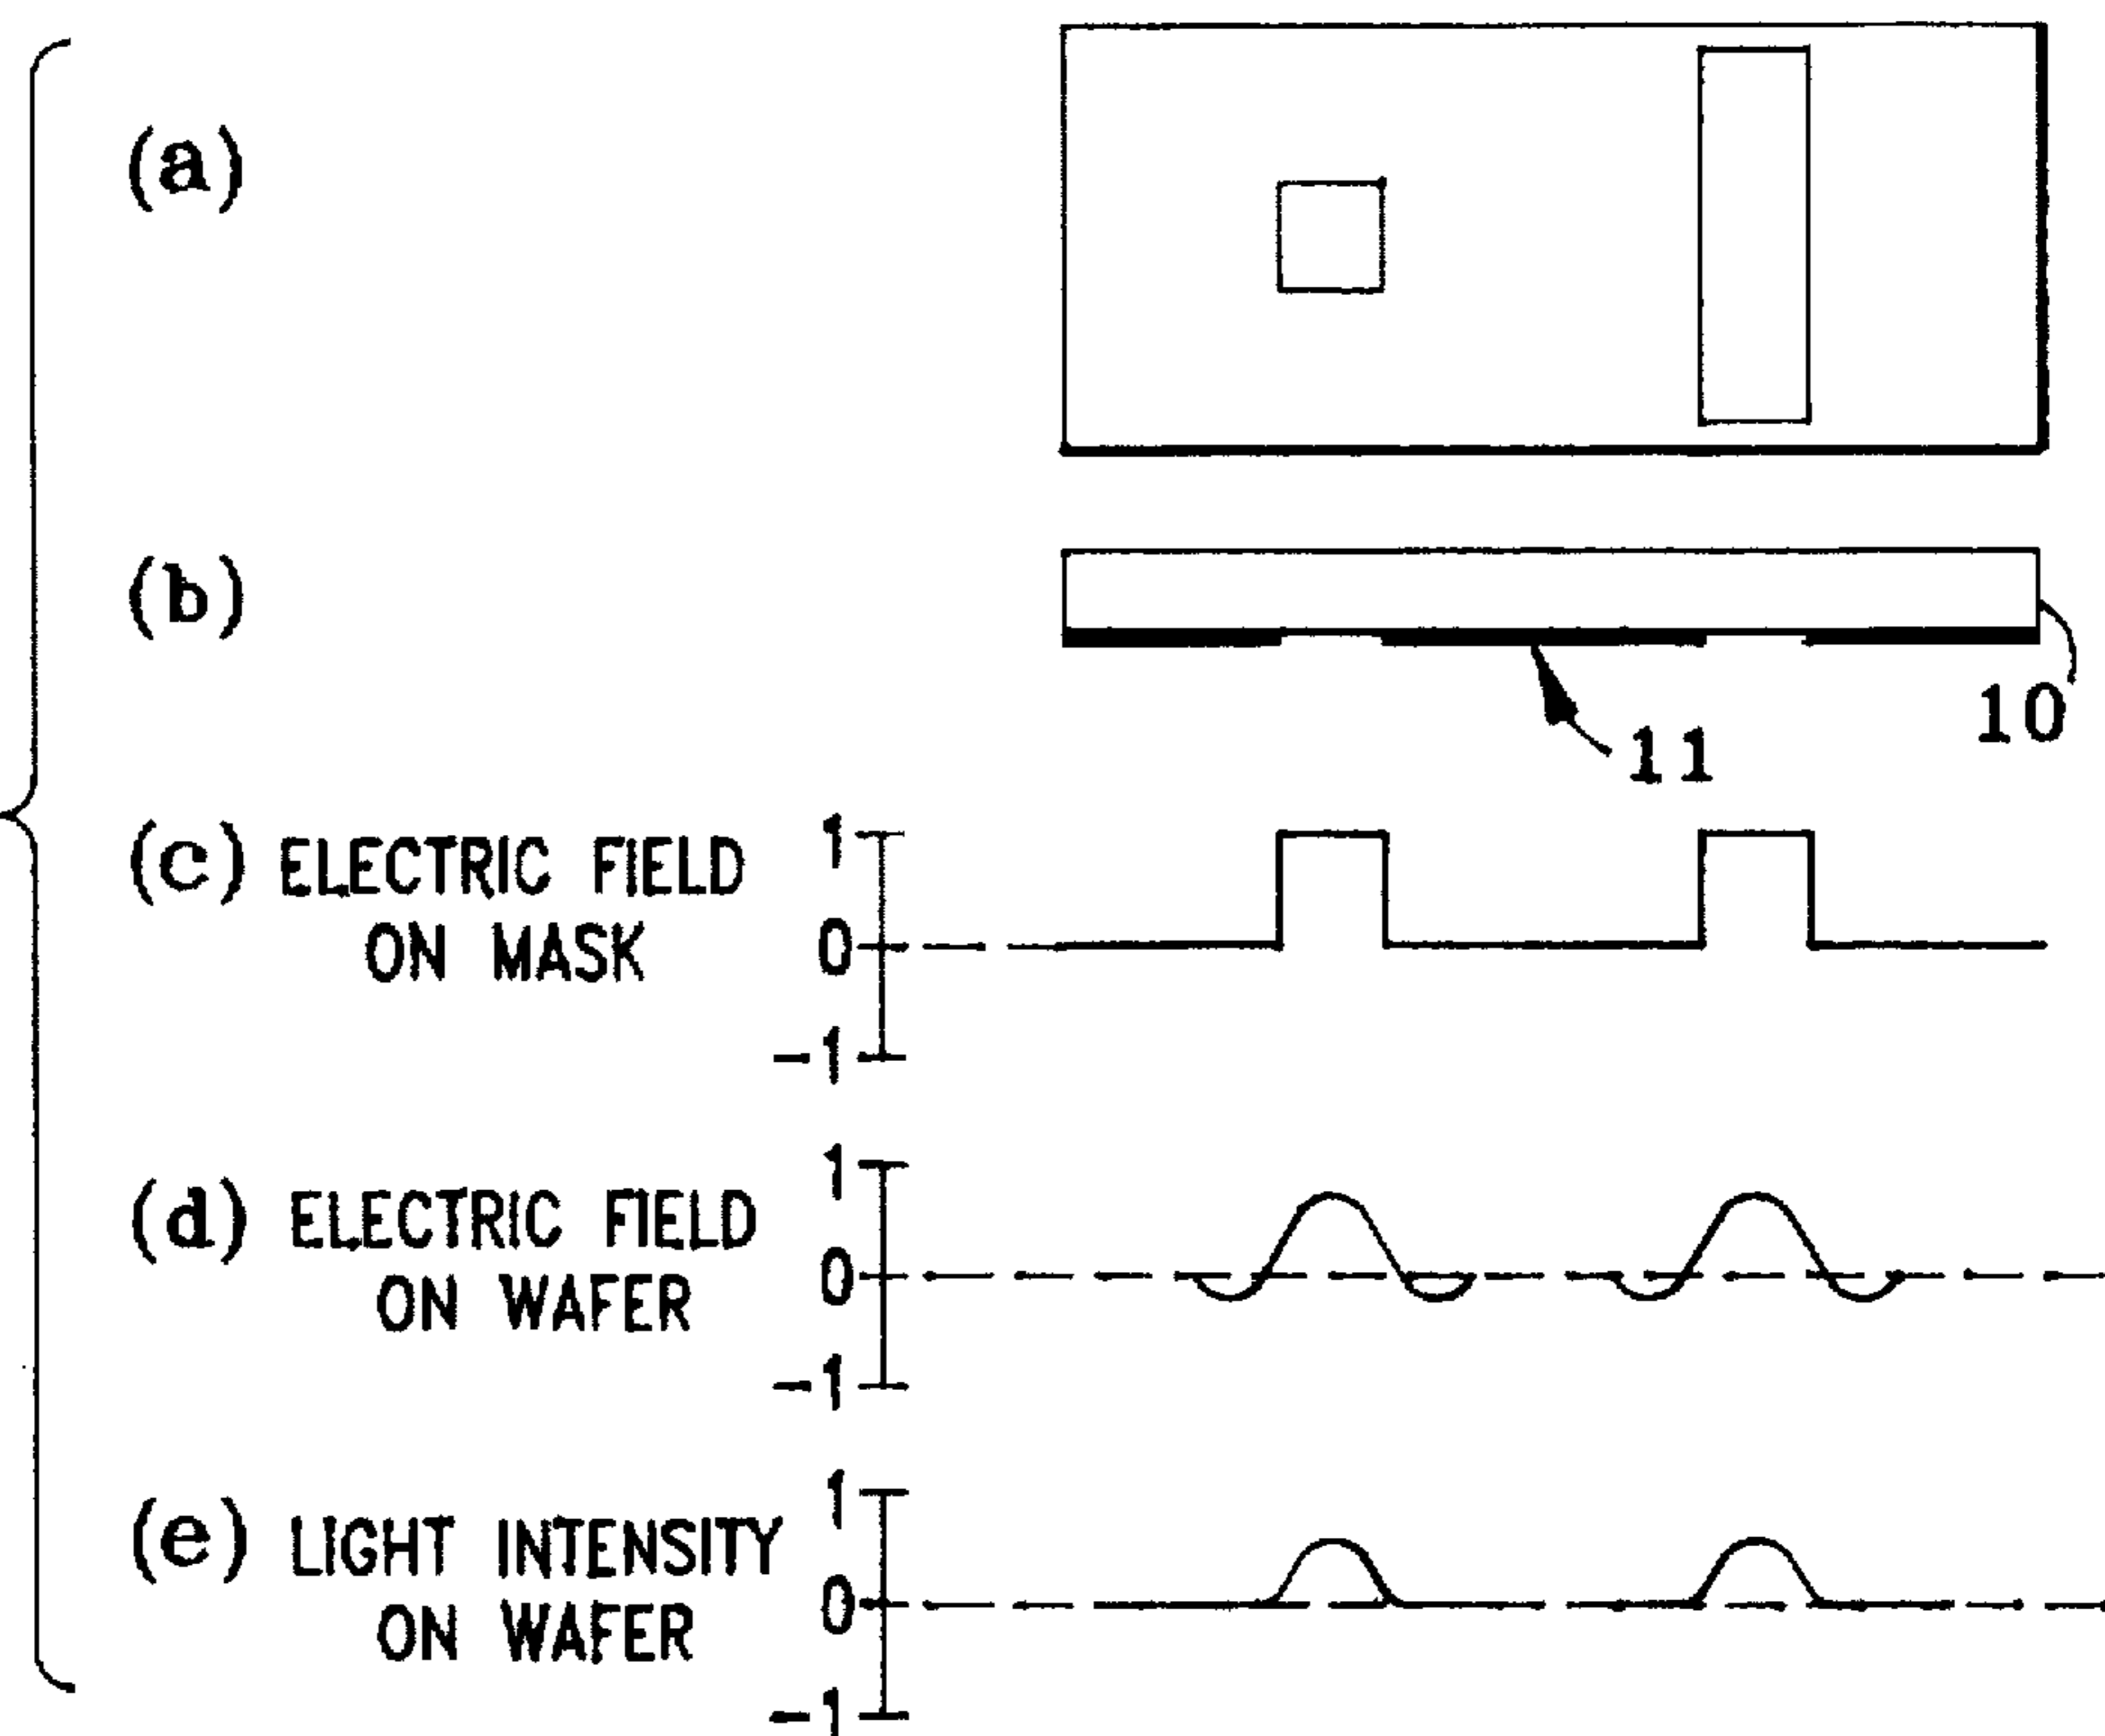 (a)
(b)
10
11
(c) ELECTRIC FIELD
ON MASK
1
0
-1
(d) ELECTRIC FIELD
ON WAFER
1
0
-1
(e) LIGHT INTENSITY
ON WAFER
1
0
-1